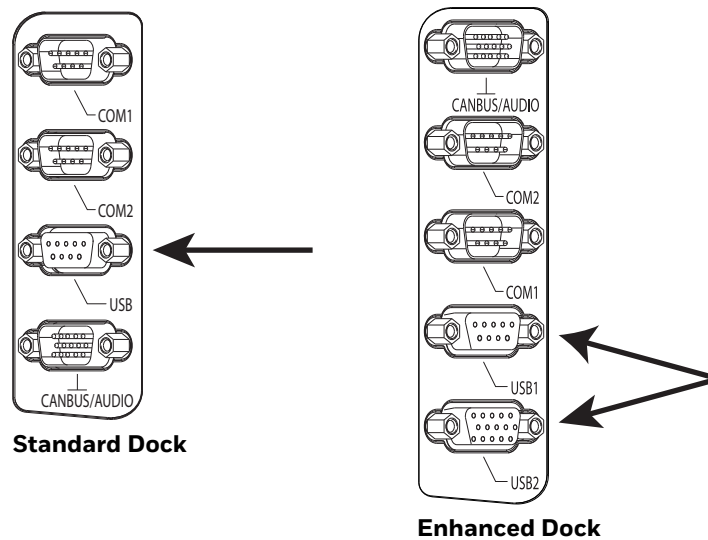 COM1
COM2
USB
CANBUS/AUDIO
Standard Dock
CANBUS/AUDIO
COM2
COM1
USB1
USB2
Enhanced Dock